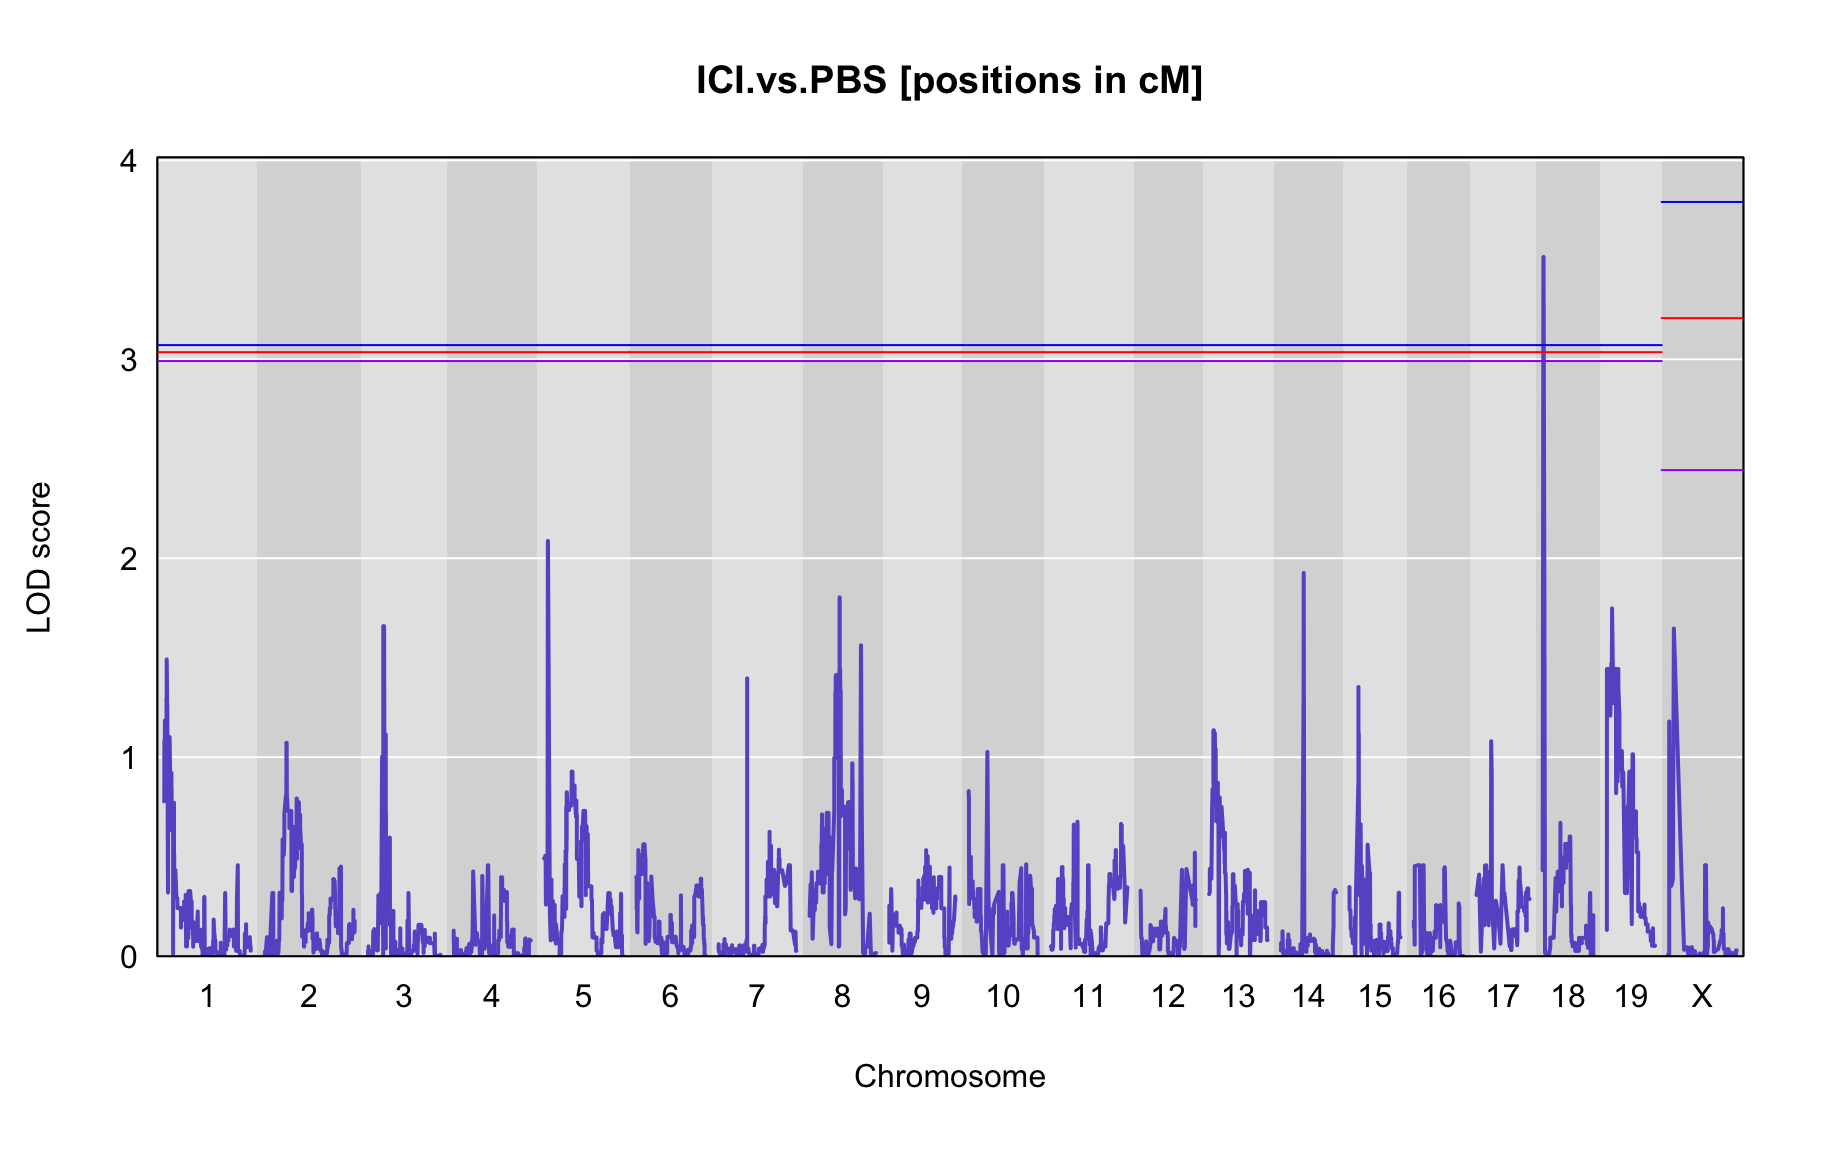 ICI.vs.PBS [positions in cM]
4
3
2
1
0
LOD score
1 2 3 4 5 6 7 8 9 10 11 12 13 14 15 16 17 18 19 X
Chromosome